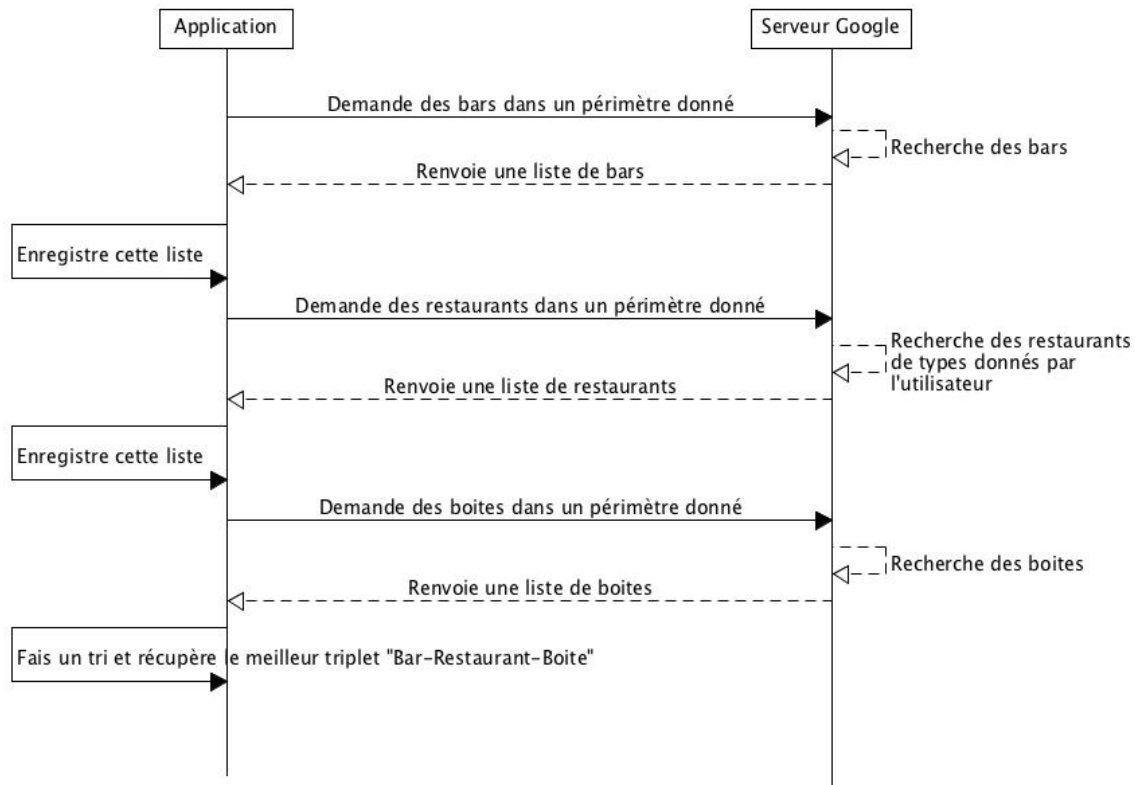 Application
Serveur Google
Demande des bars dans un périmètre donné
Recherche des bars
Renvoie une liste de bars
Enregistre cette liste
Demande des restaurants dans un périmètre donné
Recherche des restaurants
de types donnés par
l'utilisateur
Renvoie une liste de restaurants
Enregistre cette liste
Demande des boites dans un périmètre donné
Recherche des boites
Renvoie une liste de boites
Fais un tri et récupère le meilleur triplet "Bar-Restaurant-Boite"